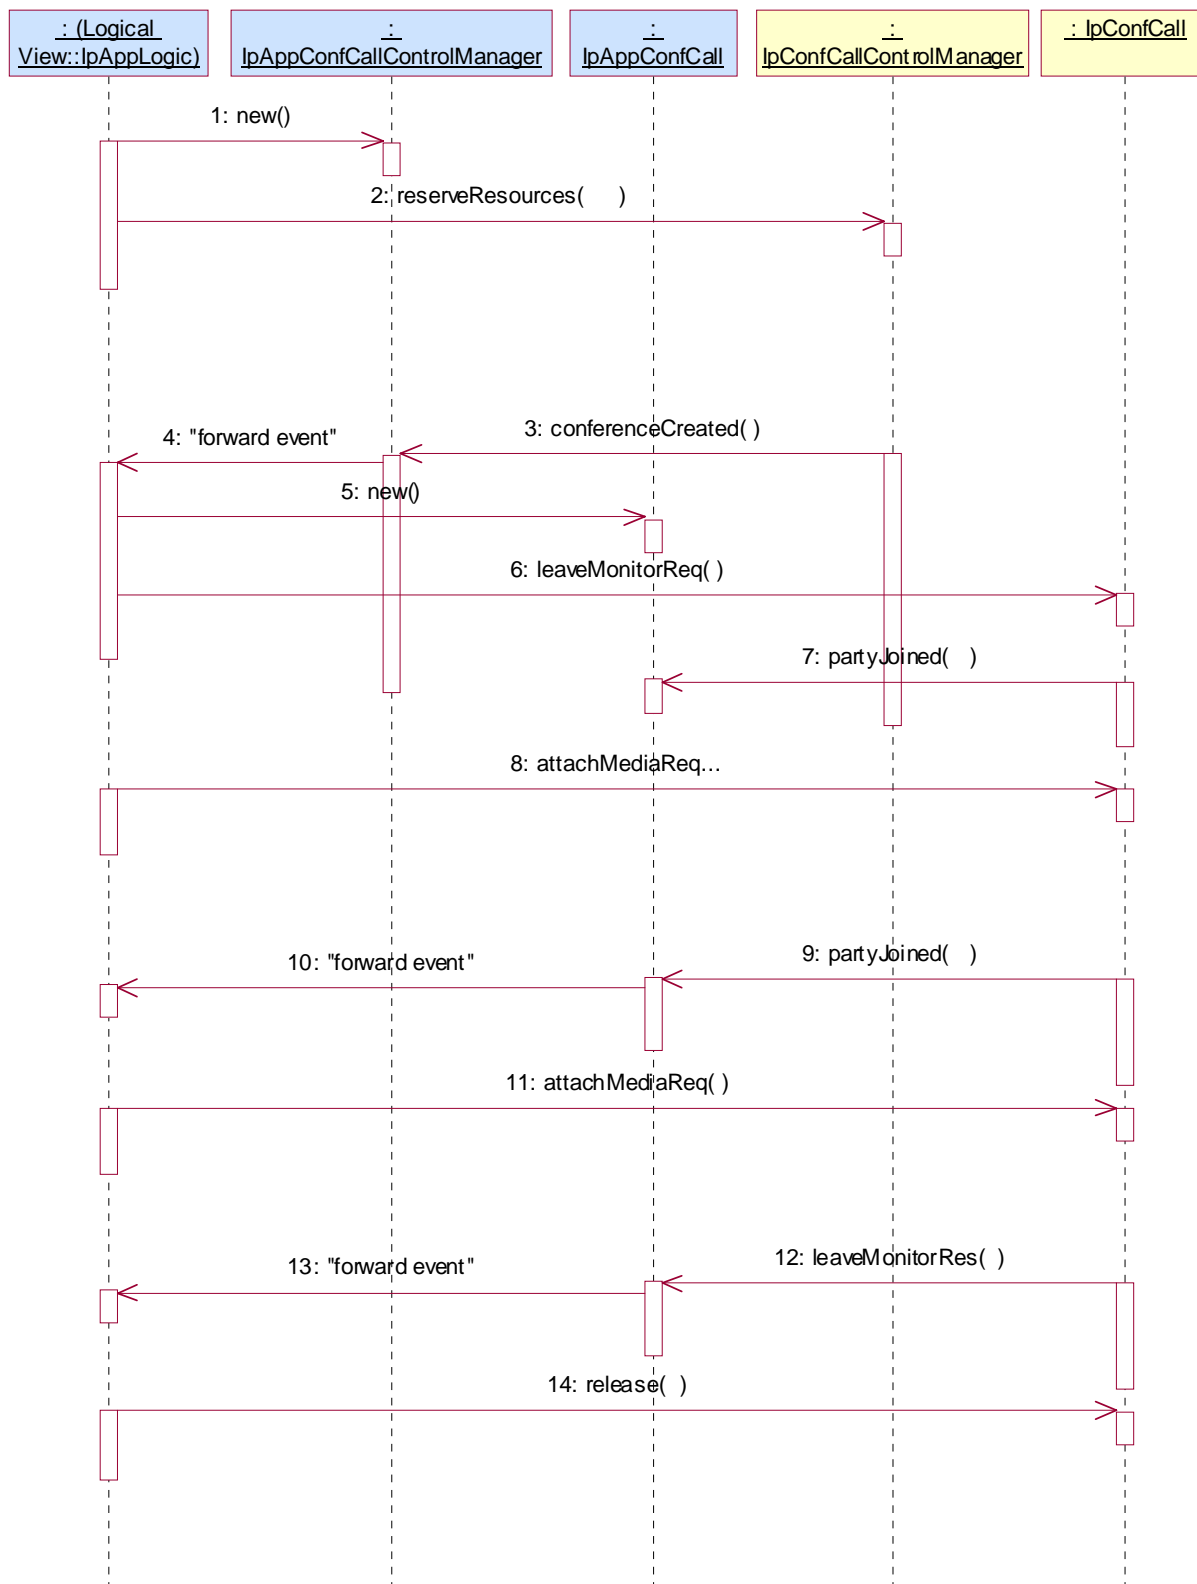 : (Logical
View::IpAppLogic)
:
IpAppConfCallControlManager
:
IpAppConfCall
:
IpConfCallControlManager
: IpConfCall
1: new()
2: reserveResources( )
3: conferenceCreated( )
4: "forward event"
5: new()
6: leaveMonitorReq( )
7: partyJoined( )
8: attachMediaReq...
9: partyJoined( )
10: "forward event"
11: attachMediaReq( )
12: leaveMonitorRes( )
13: "forward event"
14: release( )